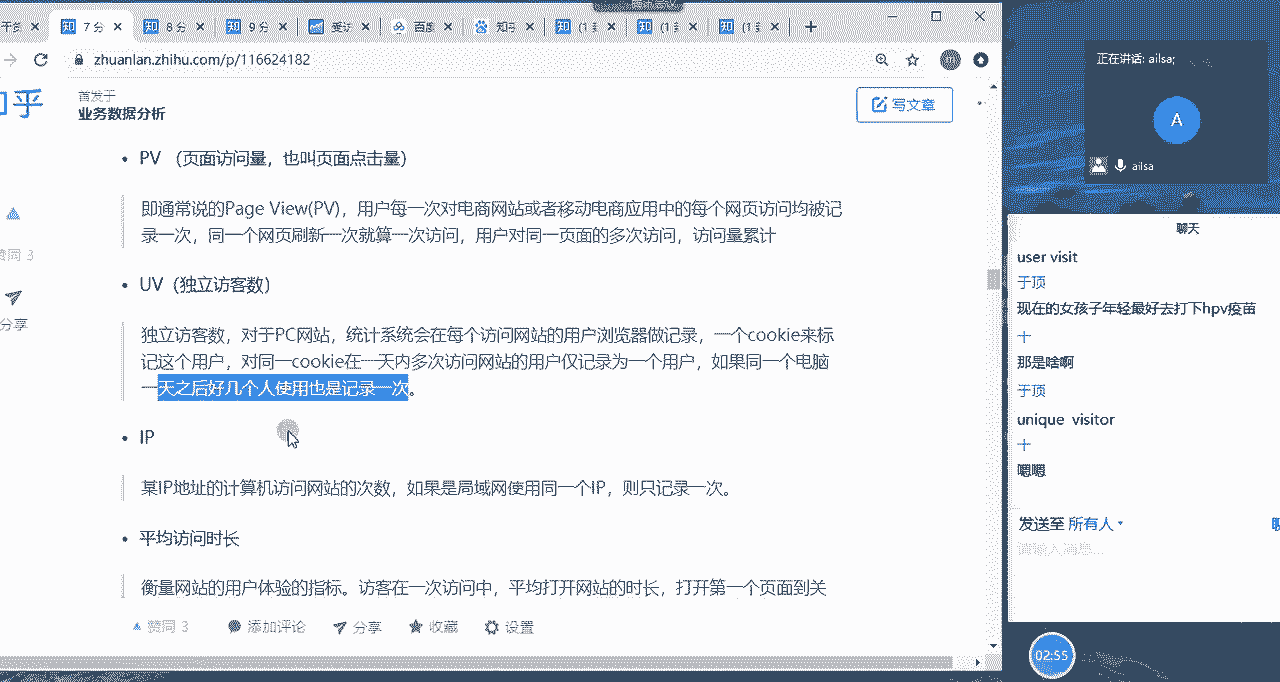 7 分
8 分
9 分
受访
百度
知乎
(1 封
(1 封
(1 封
zhuanlan.zhihu.com/p/116624182
乎
首发于
业务数据分析
写文章
• PV （页面访问量，也叫页面点击量）
即通常说的Page View(PV)，用户每一次对电商网站或者移动电商应用中的每个网页访问均被记
录一次，同一个网页刷新一次就算一次访问，用户对同一页面的多次访问，访问量累计
• UV（独立访客数）
独立访客数，对于PC网站，统计系统会在每个访问网站的用户浏览器做记录，一个cookie来标
记这个用户，对同一cookie在一天内多次访问网站的用户仅记录为一个用户，如果同一个电脑
一天之后好几个人使用也是记录一次。
• IP
某IP地址的计算机访问网站的次数，如果是局域网使用同一个IP，则只记录一次。
• 平均访问时长
衡量网站的用户体验的指标。访客在一次访问中，平均打开网站的时长，打开第一个页面到关
赞同 3
分享
赞同 3
添加评论
分享
收藏
设置
正在讲话: ailsa;
A
ailsa
聊天
user visit
于顶
现在的女孩子年轻最好去打下hpv疫苗
十
那是啥啊
于顶
unique visitor
十
嗯嗯
发送至 所有人
请输入消息...
02:55